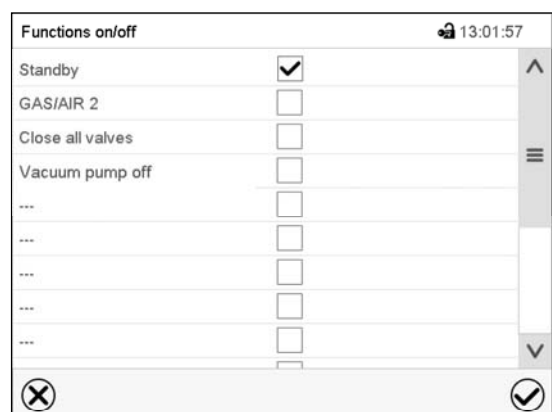 Functions on/off 13:01:57
Standby
GAS/AIR 2
Close all valves
Vacuum pump off
---
---
---
---
---